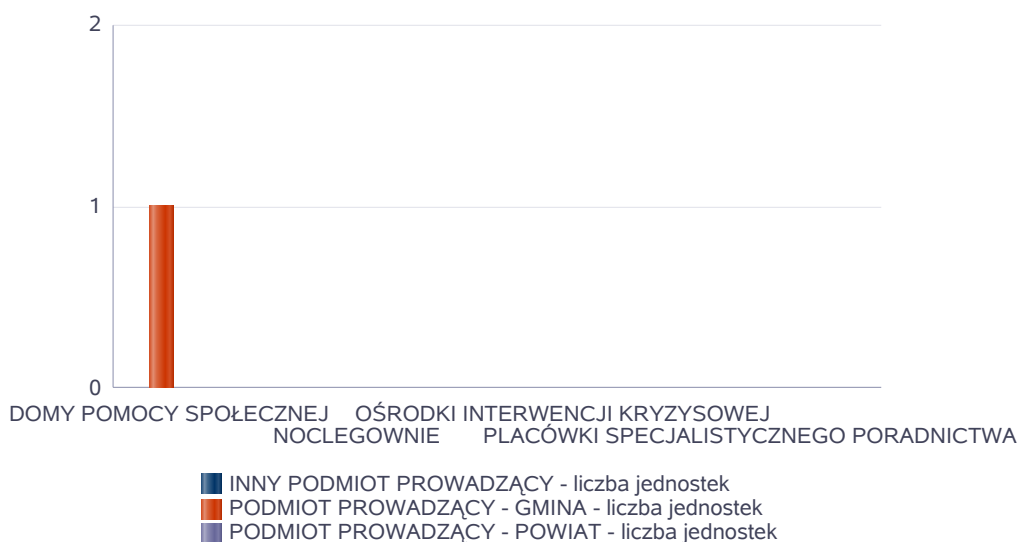 2
1
0
DOMY POMOCY SPOŁECZNEJ OŚRODKI INTERWENCJI KRYZYSOWEJ
NOCLEGOWNIE PLACÓWKI SPECJALISTYCZNEGO PORADNICTWA
INNY PODMIOT PROWADZĄCY - liczba jednostek
PODMIOT PROWADZĄCY - GMINA - liczba jednostek
PODMIOT PROWADZĄCY - POWIAT - liczba jednostek